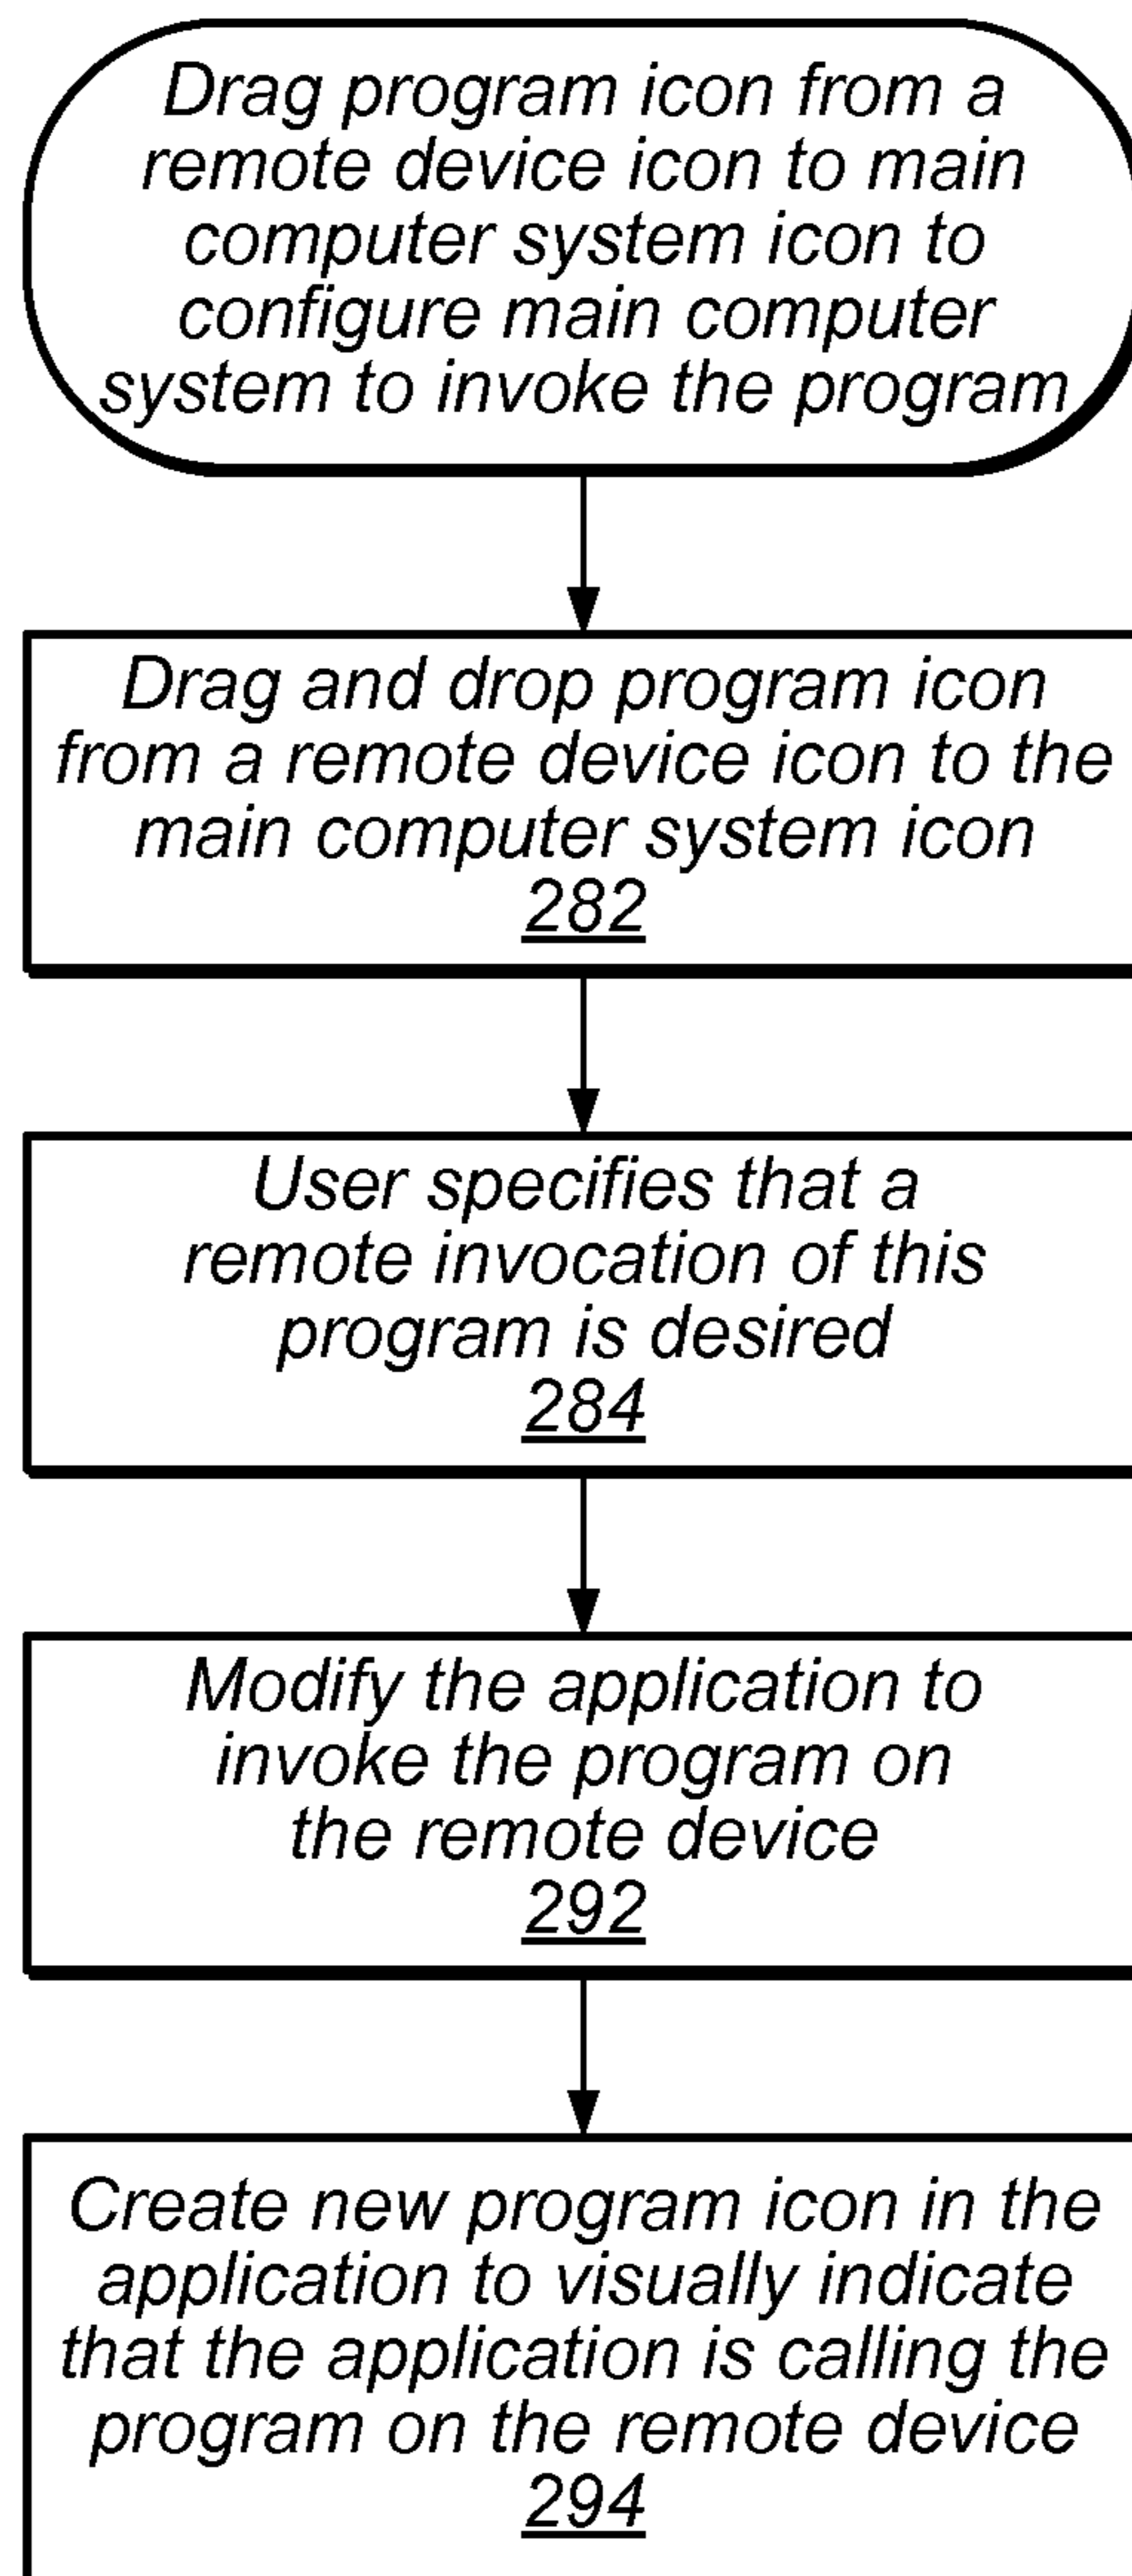 Drag program icon from a
remote device icon to main
computer system icon to
configure main computer
system to invoke the program
Drag and drop program icon
from a remote device icon to the
main computer system icon
282
User specifies that a
remote invocation of this
program is desired
284
Modify the application to
invoke the program on
the remote device
292
Create new program icon in the
application to visually indicate
that the application is calling the
program on the remote device
294